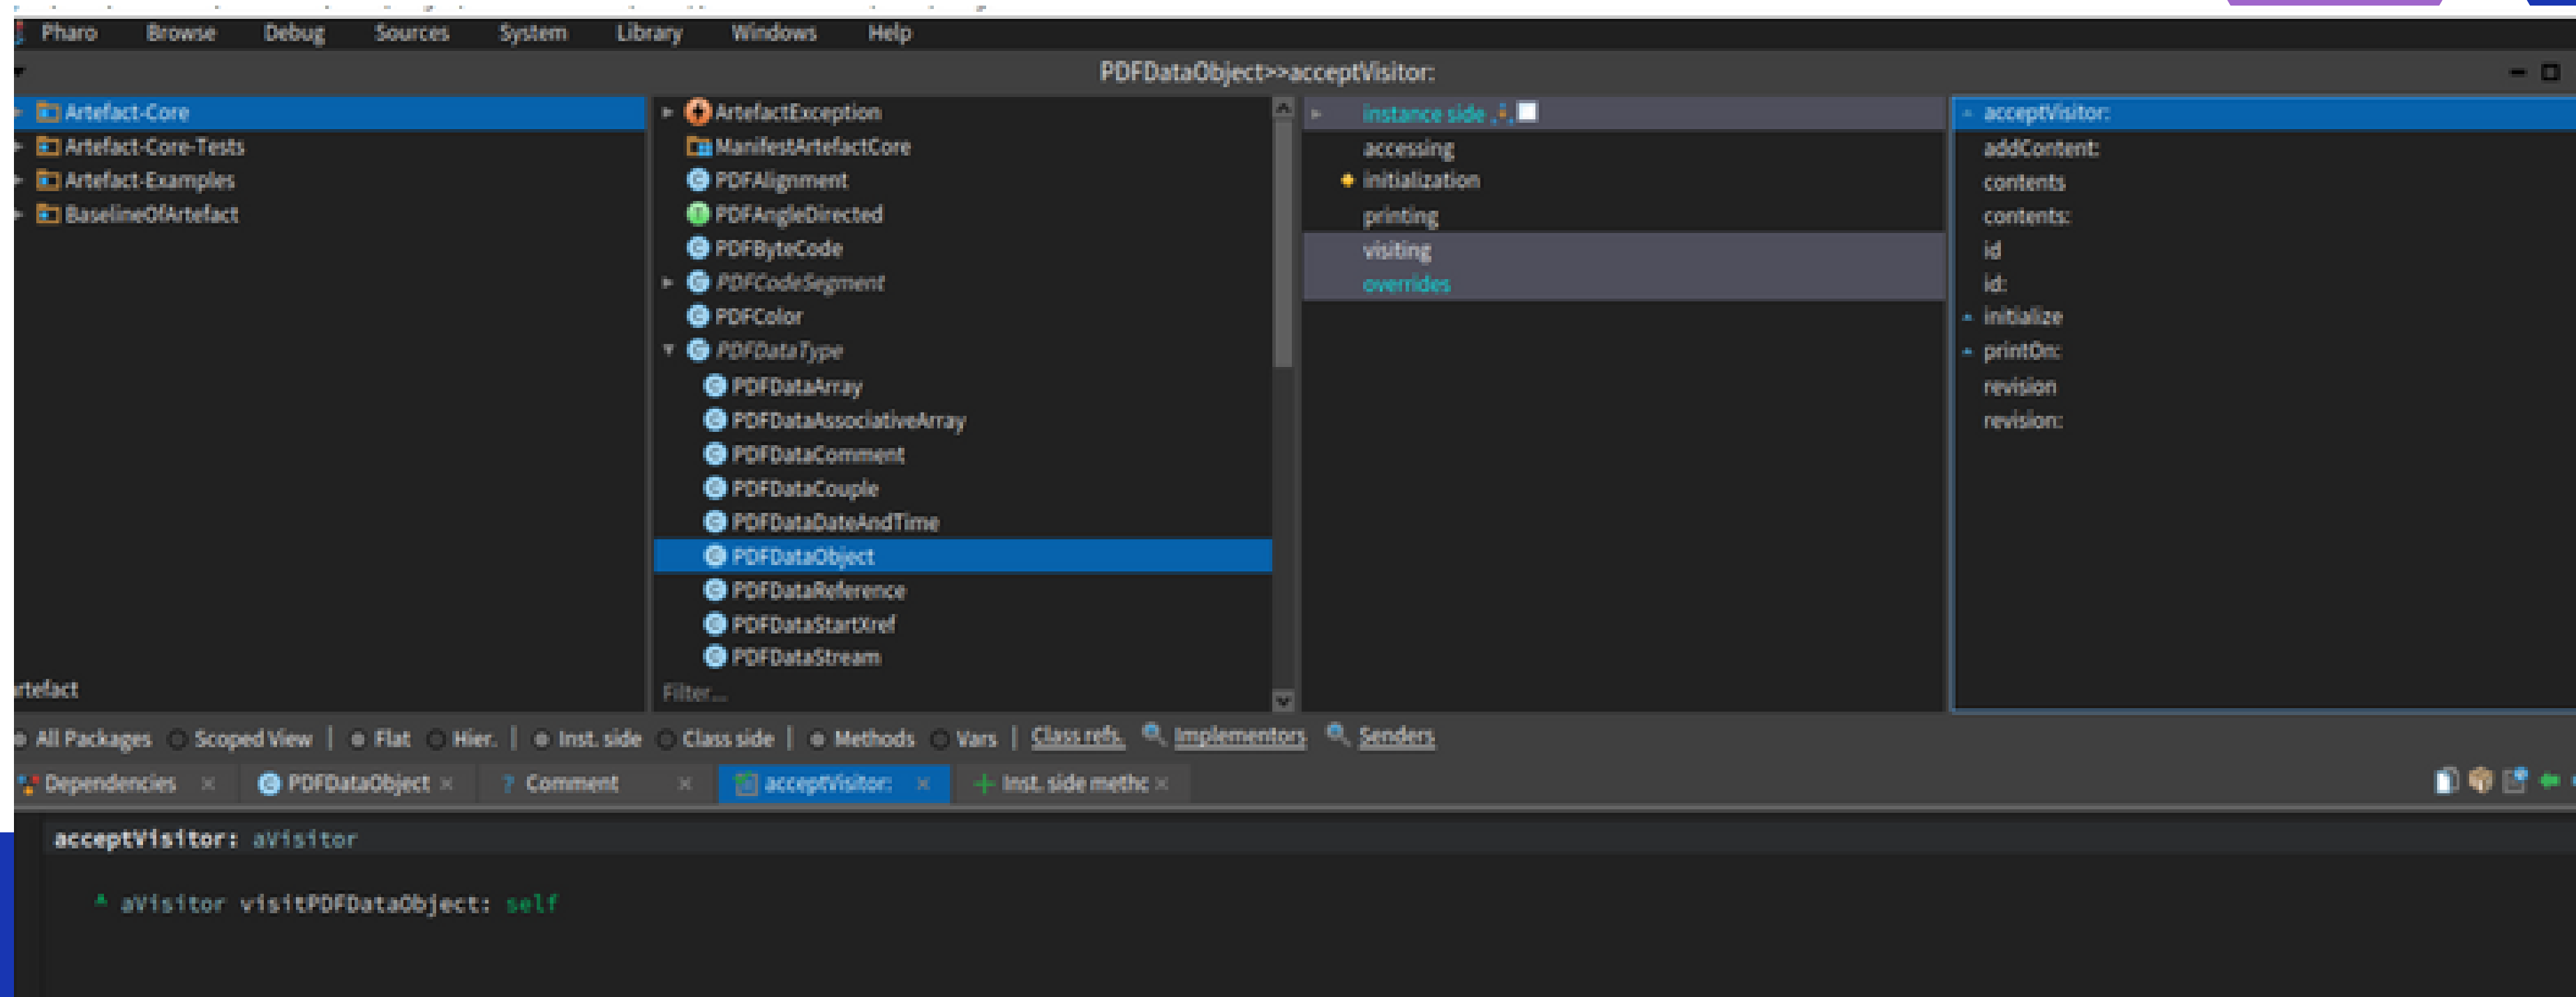 Pharo Browse Debug Sources System Library Windows Help
PDFDataObject>>acceptVisitor:
Artefact-Core
Artefact-Core-Tests
Artefact-Examples
BaselineOfArtefact
rtefact
ArtefactException
ManifestArtefactCore
PDFAlignment
PDFAngleDirected
PDFByteCode
PDFCodeSegment
PDFColor
PDFDataType
PDFDataArray
PDFDataAssociativeArray
PDFDataComment
PDFDataCouple
PDFDataDateAndTime
PDFDataObject
PDFDataReference
PDFDataStartXref
PDFDataStream
Filter...
instance side
accessing
initialization
printing
visiting
overrides
acceptVisitor:
addContent:
contents
contents:
id
id:
initialize
printOn:
revision
revision:
All Packages Scoped View | Flat Hier. | Inst. side Class side | Methods Vars | Class refs. Implementors Senders
Dependencies × PDFDataObject × ? Comment × acceptVisitor: × + Inst. side methc ×
acceptVisitor: aVisitor
^ aVisitor visitPDFDataObject: self